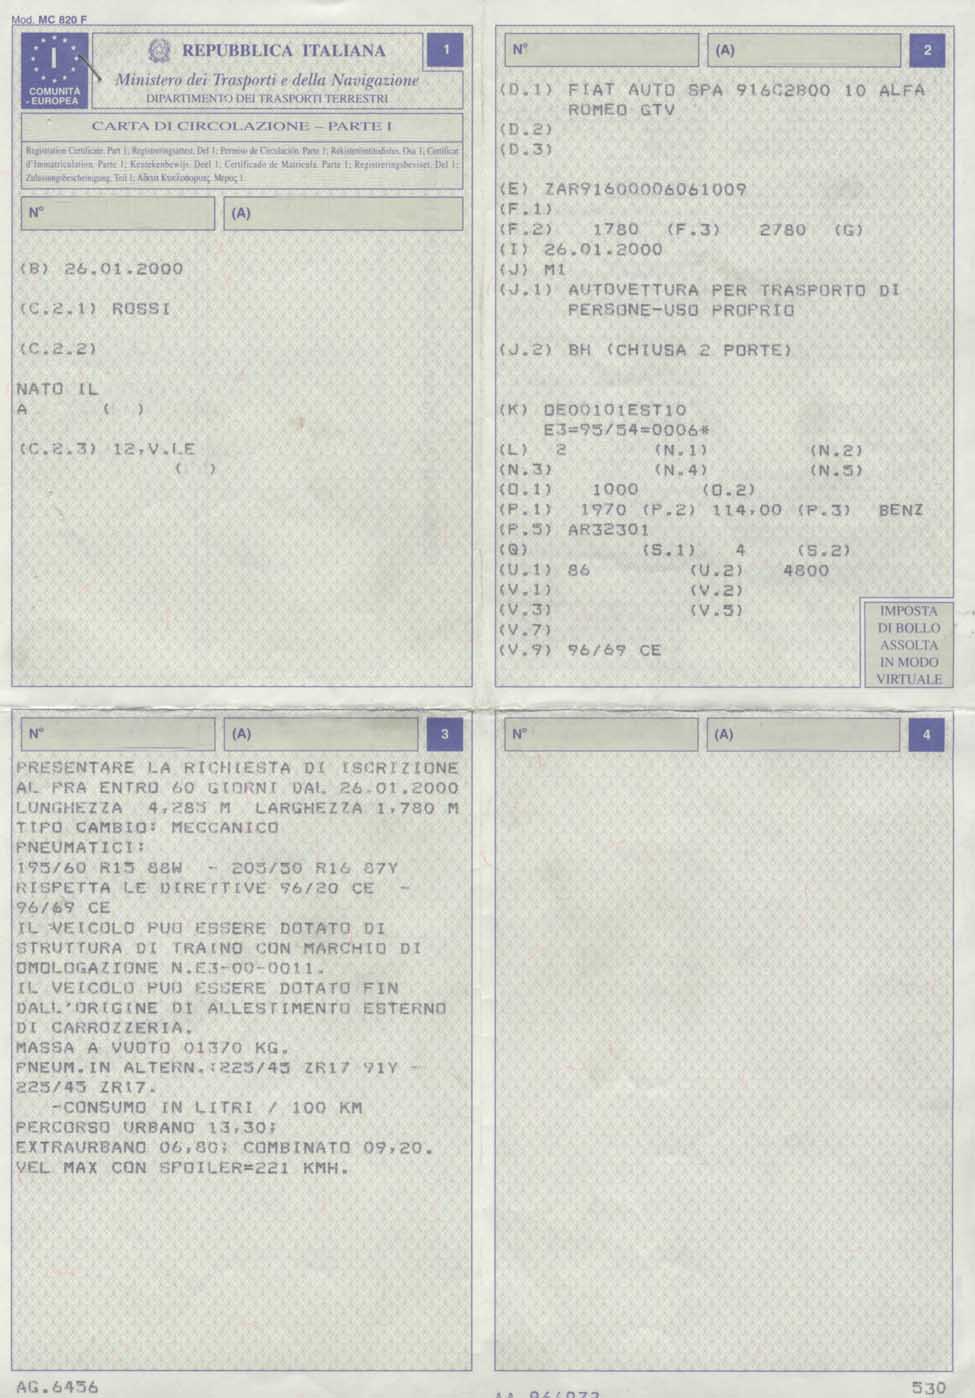 Mod. MC 820 F
I
COMUNITÀ
- EUROPEA
REPUBBLICA ITALIANA
1
Ministero dei Trasporti e della Navigazione
DIPARTIMENTO DEI TRASPORTI TERRESTRI
CARTA DI CIRCOLAZIONE – PARTE I
Registration Certificate. Part 1; Registreringsattest. Del 1; Permiso de Circulación. Parte 1; Rekisteröintitodistus. Osa 1; Certificat
d'Immatriculation. Parte 1; Kentekenbewijs. Deel 1; Certificado de Matrícula. Parte 1; Registreringsbeviset. Del 1;
Zulassungsbescheinigung. Teil 1; Αδεια Κυκλοφοριας. Μερος 1.
N° (A)
(B) 26.01.2000
(C.2.1) ROSSI
(C.2.2)
NATO IL
A ( )
(C.2.3) 12,V.LE
( )
N° (A) 2
(D.1) FIAT AUTO SPA 916C2B00 10 ALFA
ROMEO GTV
(D.2)
(D.3)
(E) ZAR91600006061009
(F.1)
(F.2) 1780 (F.3) 2780 (G)
(I) 26.01.2000
(J) M1
(J.1) AUTOVETTURA PER TRASPORTO DI
PERSONE-USO PROPRIO
(J.2) BH (CHIUSA 2 PORTE)
(K) OE00101EST10
E3=95/54=0006*
(L) 2 (N.1) (N.2)
(N.3) (N.4) (N.5)
(O.1) 1000 (O.2)
(P.1) 1970 (P.2) 114,00 (P.3) BENZ
(P.5) AR32301
(Q) (S.1) 4 (S.2)
(U.1) 86 (U.2) 4800
(V.1) (V.2)
(V.3) (V.5)
(V.7)
(V.9) 96/69 CE
IMPOSTA
DI BOLLO
ASSOLTA
IN MODO
VIRTUALE
N° (A) 3
PRESENTARE LA RICHIESTA DI ISCRIZIONE
AL PRA ENTRO 60 GIORNI DAL 26.01.2000
LUNGHEZZA 4,285 M LARGHEZZA 1,780 M
TIPO CAMBIO: MECCANICO
PNEUMATICI:
195/60 R15 88W - 205/50 R16 87Y
RISPETTA LE DIRETTIVE 96/20 CE -
96/69 CE
IL VEICOLO PUO ESSERE DOTATO DI
STRUTTURA DI TRAINO CON MARCHIO DI
OMOLOGAZIONE N.E3-00-0011.
IL VEICOLO PUO ESSERE DOTATO FIN
DALL'ORIGINE DI ALLESTIMENTO ESTERNO
DI CARROZZERIA.
MASSA A VUOTO 01370 KG.
PNEUM.IN ALTERN.:225/45 ZR17 91Y -
225/45 ZR17.
-CONSUMO IN LITRI / 100 KM
PERCORSO URBANO 13,30;
EXTRAURBANO 06,80; COMBINATO 09,20.
VEL MAX CON SPOILER=221 KMH.
N° (A) 4
AG.6456
530